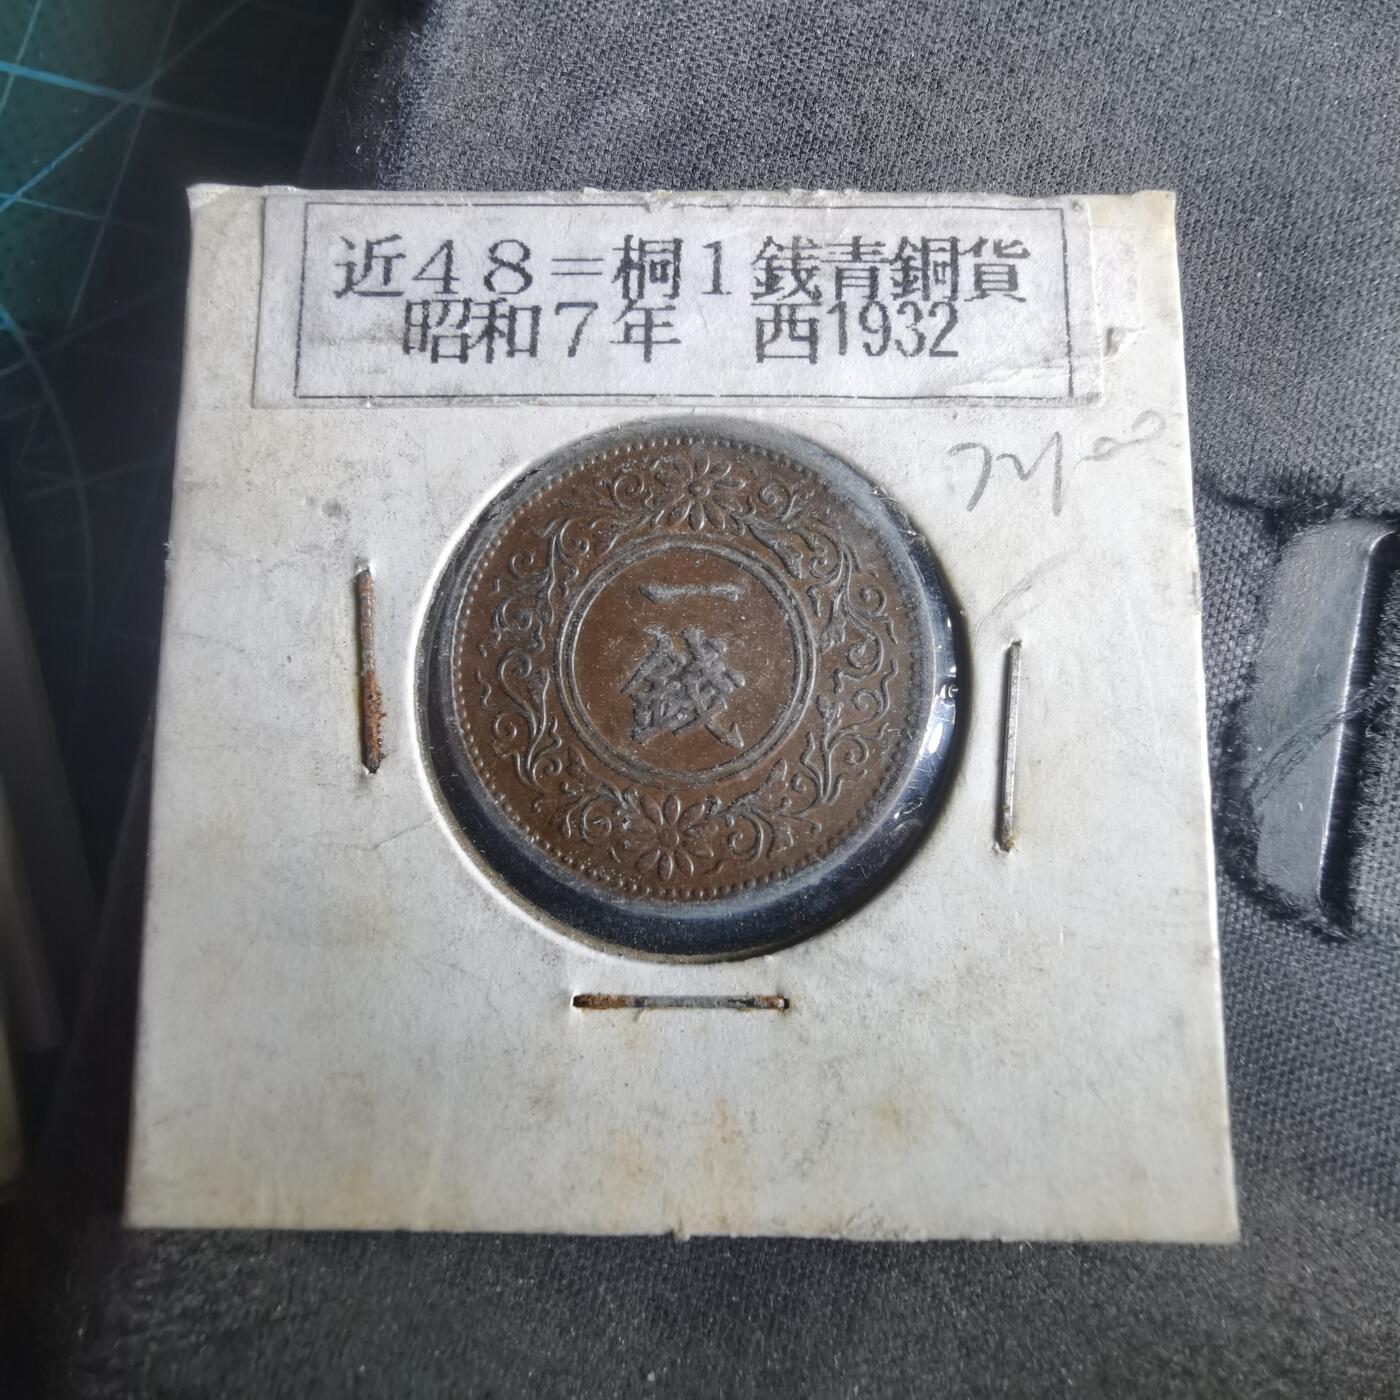 近48＝桐1銭青銅貨
昭和7年　西1932
一
銭